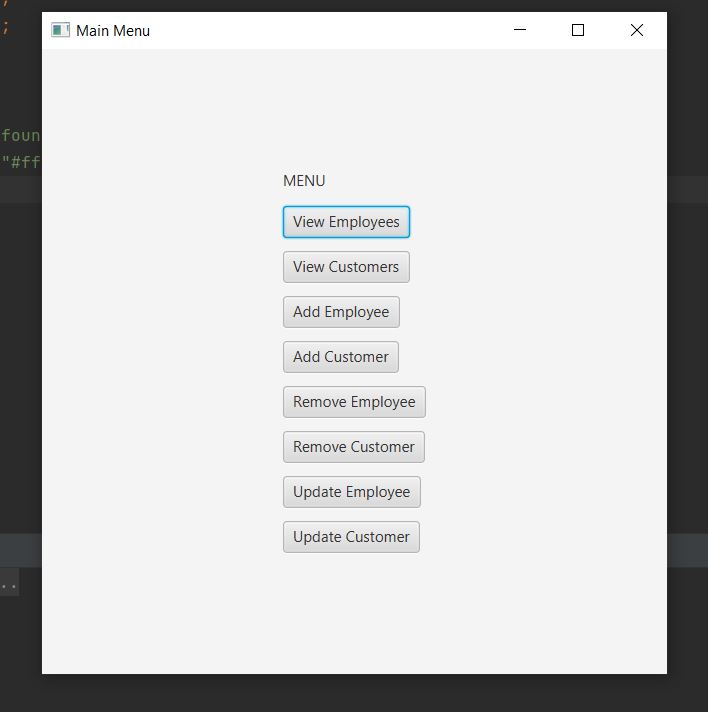 ;
Main Menu
;
foun
"#ff
MENU
View Employees
View Customers
Add Employee
Add Customer
Remove Employee
Remove Customer
Update Employee
Update Customer
..